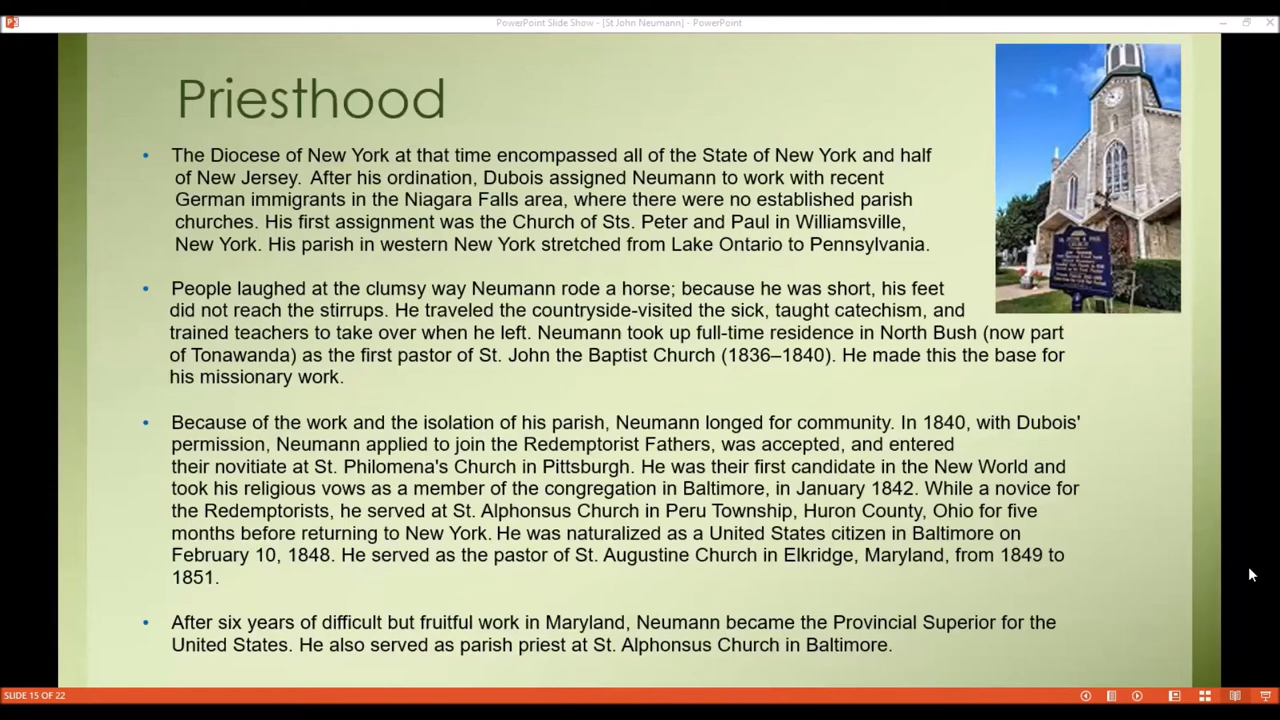 PowerPoint Slide Show - [St John Neumann] - PowerPoint
Priesthood
• The Diocese of New York at that time encompassed all of the State of New York and half
of New Jersey. After his ordination, Dubois assigned Neumann to work with recent
German immigrants in the Niagara Falls area, where there were no established parish
churches. His first assignment was the Church of Sts. Peter and Paul in Williamsville,
New York. His parish in western New York stretched from Lake Ontario to Pennsylvania.
• People laughed at the clumsy way Neumann rode a horse; because he was short, his feet
did not reach the stirrups. He traveled the countryside-visited the sick, taught catechism, and
trained teachers to take over when he left. Neumann took up full-time residence in North Bush (now part
of Tonawanda) as the first pastor of St. John the Baptist Church (1836–1840). He made this the base for
his missionary work.
• Because of the work and the isolation of his parish, Neumann longed for community. In 1840, with Dubois'
permission, Neumann applied to join the Redemptorist Fathers, was accepted, and entered
their novitiate at St. Philomena's Church in Pittsburgh. He was their first candidate in the New World and
took his religious vows as a member of the congregation in Baltimore, in January 1842. While a novice for
the Redemptorists, he served at St. Alphonsus Church in Peru Township, Huron County, Ohio for five
months before returning to New York. He was naturalized as a United States citizen in Baltimore on
February 10, 1848. He served as the pastor of St. Augustine Church in Elkridge, Maryland, from 1849 to
1851.
• After six years of difficult but fruitful work in Maryland, Neumann became the Provincial Superior for the
United States. He also served as parish priest at St. Alphonsus Church in Baltimore.
SLIDE 15 OF 22